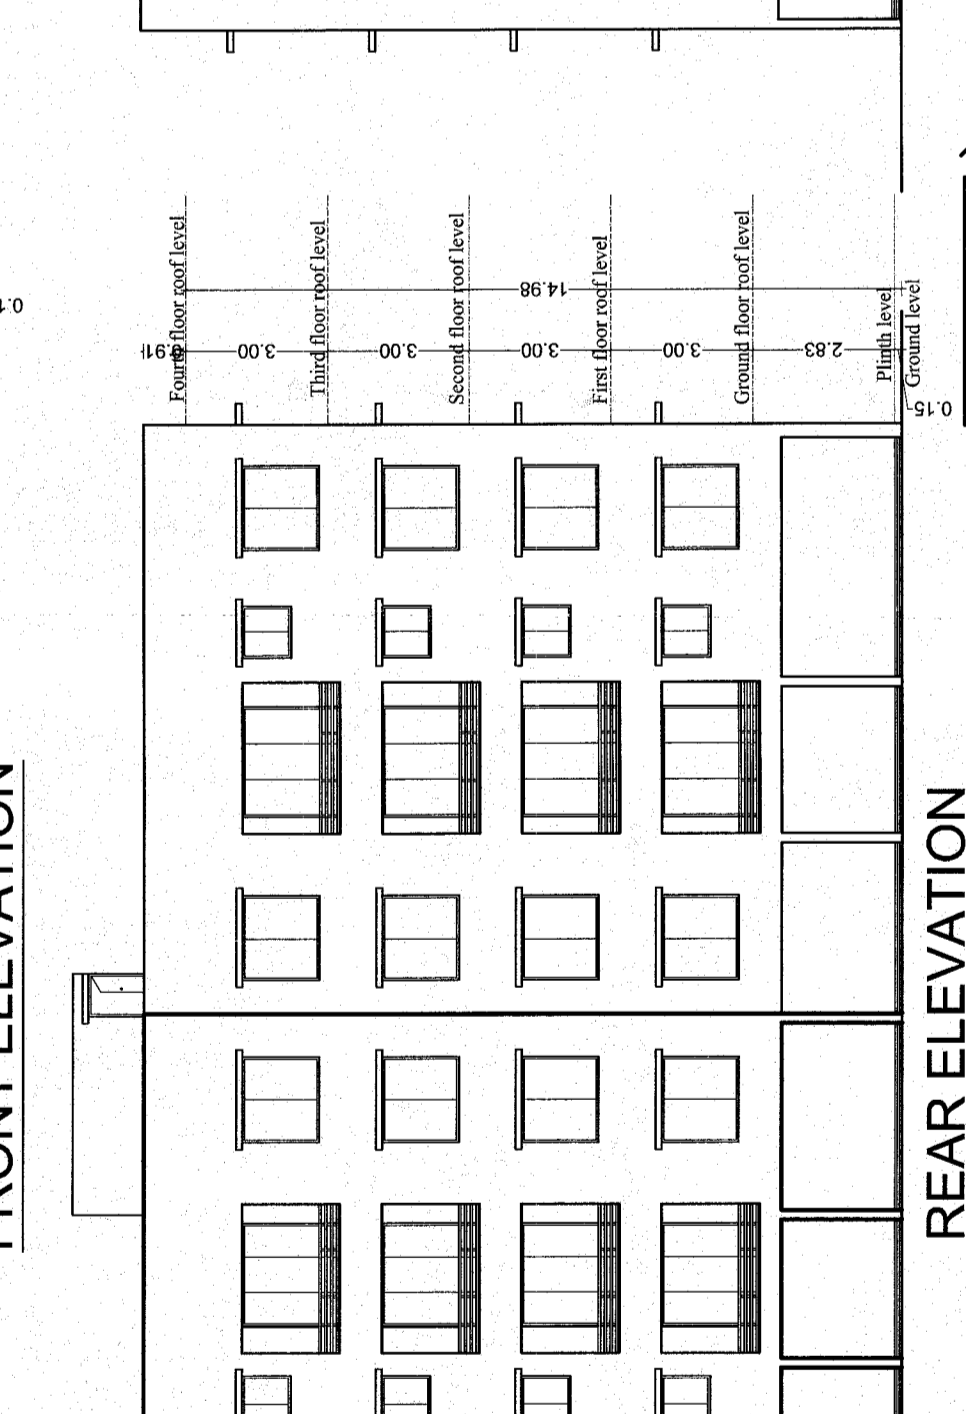 FRONT ELEVATION
Fourth floor roof level
Third floor roof level
Second floor roof level
First floor roof level
Ground floor roof level
Plinth level
Ground level
14.98
0.91
3.00
3.00
3.00
3.00
2.83
0.15
REAR ELEVATION